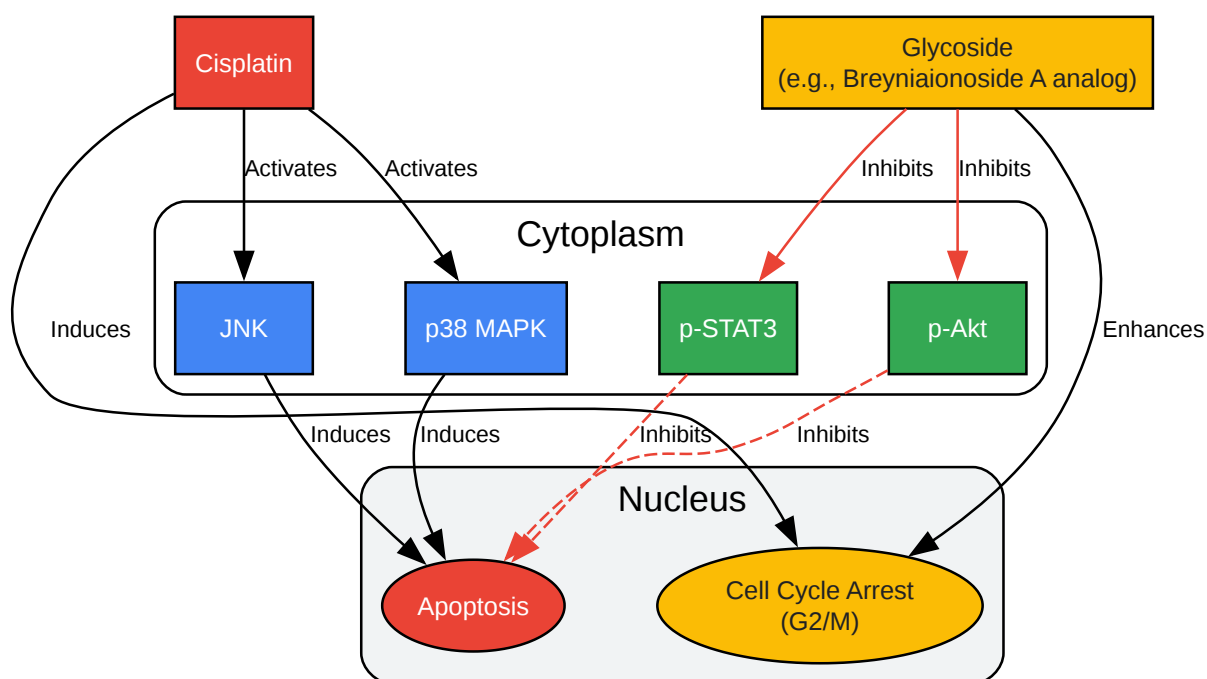 Cisplatin
Glycoside
(e.g., Breyniaionoside A analog)
Activates
Activates
Inhibits
Inhibits
Cytoplasm
JNK
p38 MAPK
p-STAT3
p-Akt
Induces
Enhances
Induces
Induces
Inhibits
Inhibits
Nucleus
Apoptosis
Cell Cycle Arrest
(G2/M)